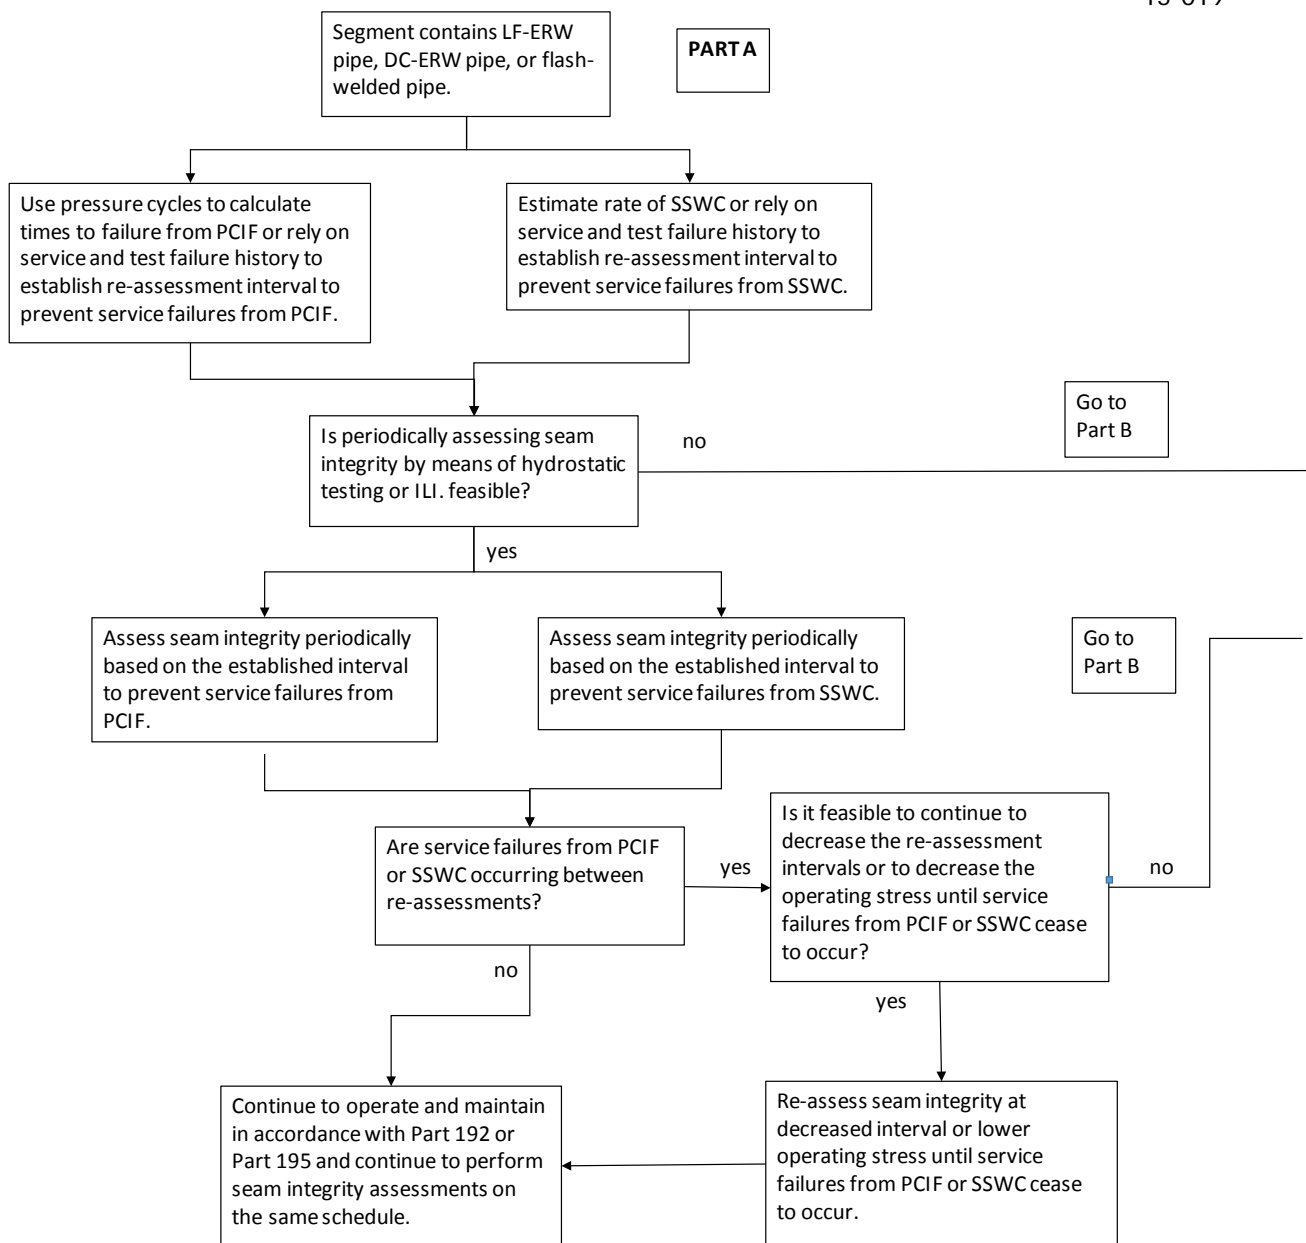 Segment contains LF-ERW
pipe, DC-ERW pipe, or flash-
welded pipe.
PART A
Use pressure cycles to calculate
times to failure from PCIF or rely on
service and test failure history to
establish re-assessment interval to
prevent service failures from PCIF.
Estimate rate of SSWC or rely on
service and test failure history to
establish re-assessment interval to
prevent service failures from SSWC.
Is periodically assessing seam
integrity by means of hydrostatic
testing or ILI. feasible?
no
Go to
Part B
yes
Assess seam integrity periodically
based on the established interval
to prevent service failures from
PCIF.
Assess seam integrity periodically
based on the established interval to
prevent service failures from SSWC.
Go to
Part B
Are service failures from PCIF
or SSWC occurring between
re-assessments?
yes
Is it feasible to continue to
decrease the re-assessment
intervals or to decrease the
operating stress until service
failures from PCIF or SSWC cease
to occur?
no
no
yes
Continue to operate and maintain
in accordance with Part 192 or
Part 195 and continue to perform
seam integrity assessments on
the same schedule.
Re-assess seam integrity at
decreased interval or lower
operating stress until service
failures from PCIF or SSWC cease
to occur.